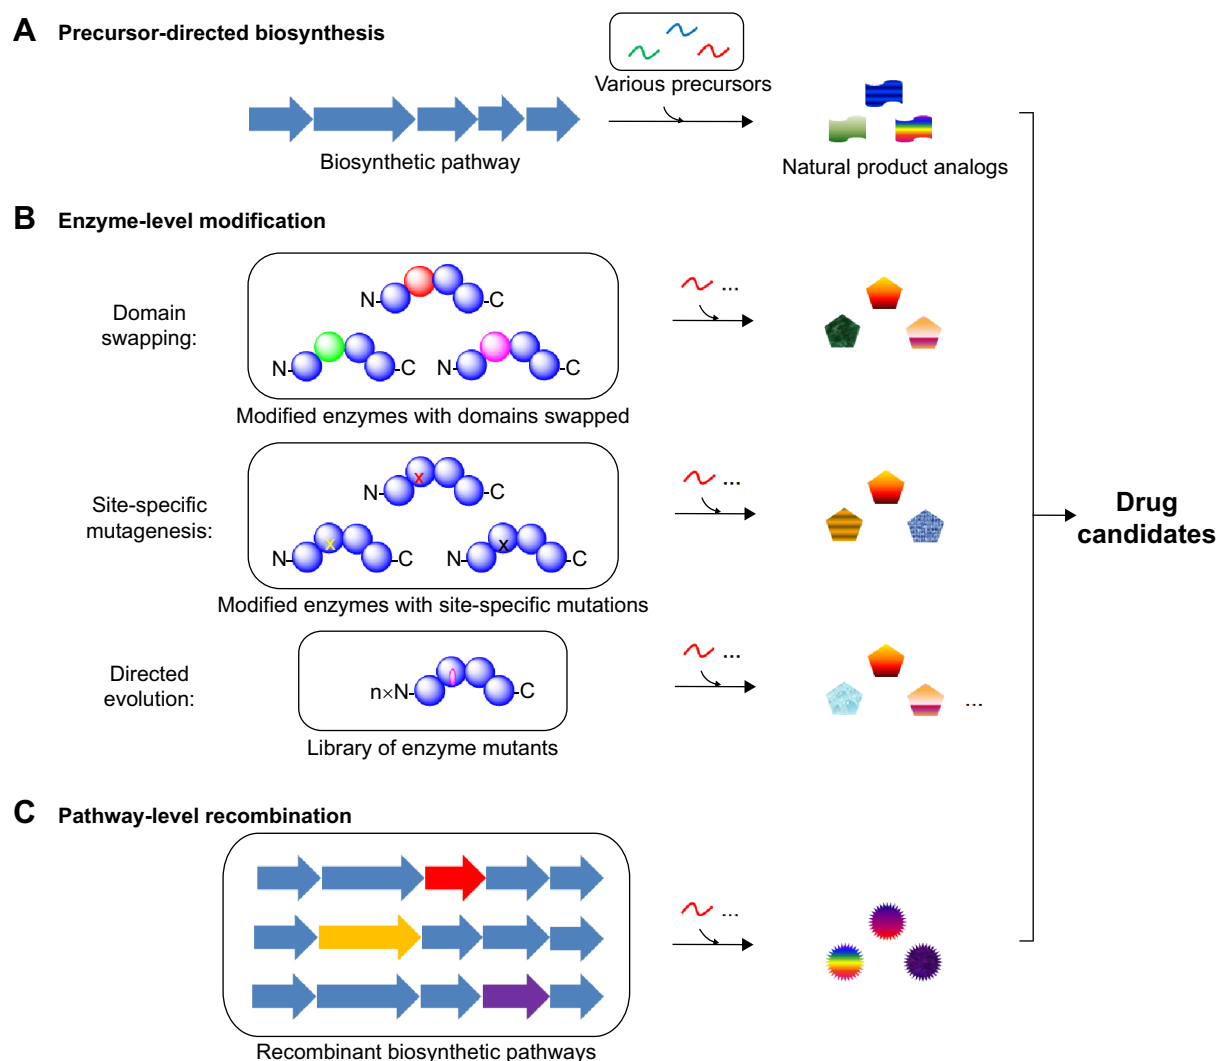 A Precursor-directed biosynthesis
Various precursors
Biosynthetic pathway
Natural product analogs
B Enzyme-level modification
Domain
swapping:
N C
N C N C
...
Modified enzymes with domains swapped
Site-specific
mutagenesis:
x
N C
x x
N C N C
...
Modified enzymes with site-specific mutations
Directed
evolution:
n×N C
...
...
Library of enzyme mutants
Drug
candidates
C Pathway-level recombination
...
Recombinant biosynthetic pathways